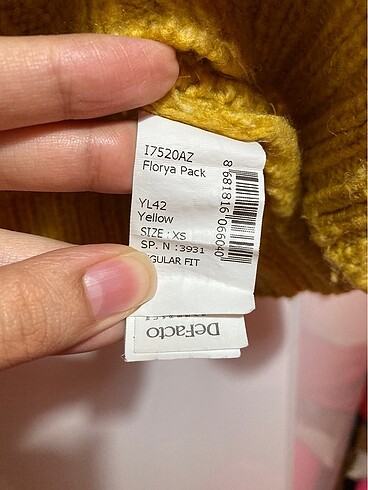 I7520AZ
Florya Pack
YL42
Yellow
SIZE : XS
SP. N :3931
GULAR FIT
8 681816 066040
DeFacto